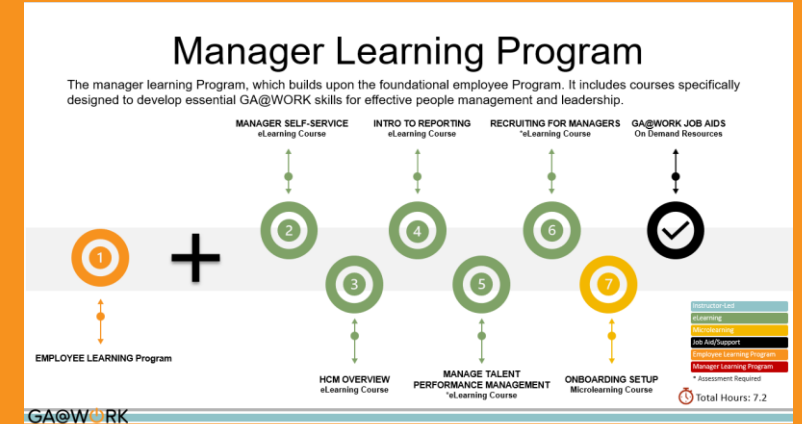 Manager Learning Program
The manager learning Program, which builds upon the foundational employee Program. It includes courses specifically
designed to develop essential GA@WORK skills for effective people management and leadership.
MANAGER SELF-SERVICE
eLearning Course
INTRO TO REPORTING
eLearning Course
RECRUITING FOR MANAGERS
*eLearning Course
GA@WORK JOB AIDS
On Demand Resources
1
2
3
4
5
6
7
EMPLOYEE LEARNING Program
HCM OVERVIEW
eLearning Course
MANAGE TALENT
PERFORMANCE MANAGEMENT
*eLearning Course
ONBOARDING SETUP
Microlearning Course
Instructor-Led
eLearning
Microlearning
Job Aid/Support
Employee Learning Program
Manager Learning Program
* Assessment Required
Total Hours: 7.2
GA@WORK